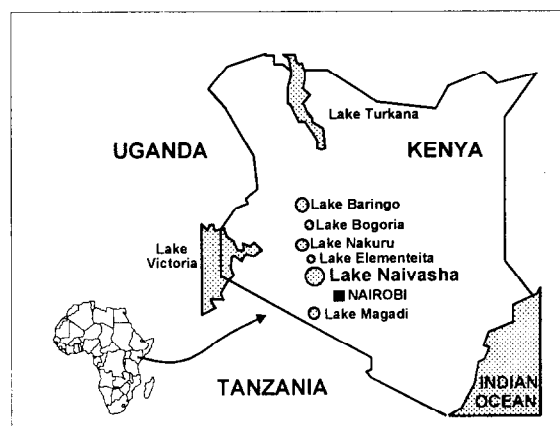 Lake Turkana
UGANDA
KENYA
Lake Baringo
Lake Bogoria
Lake Nakuru
Lake
Victoria
Lake Elementeita
Lake Naivasha
NAIROBI
Lake Magadi
TANZANIA
INDIAN
OCEAN